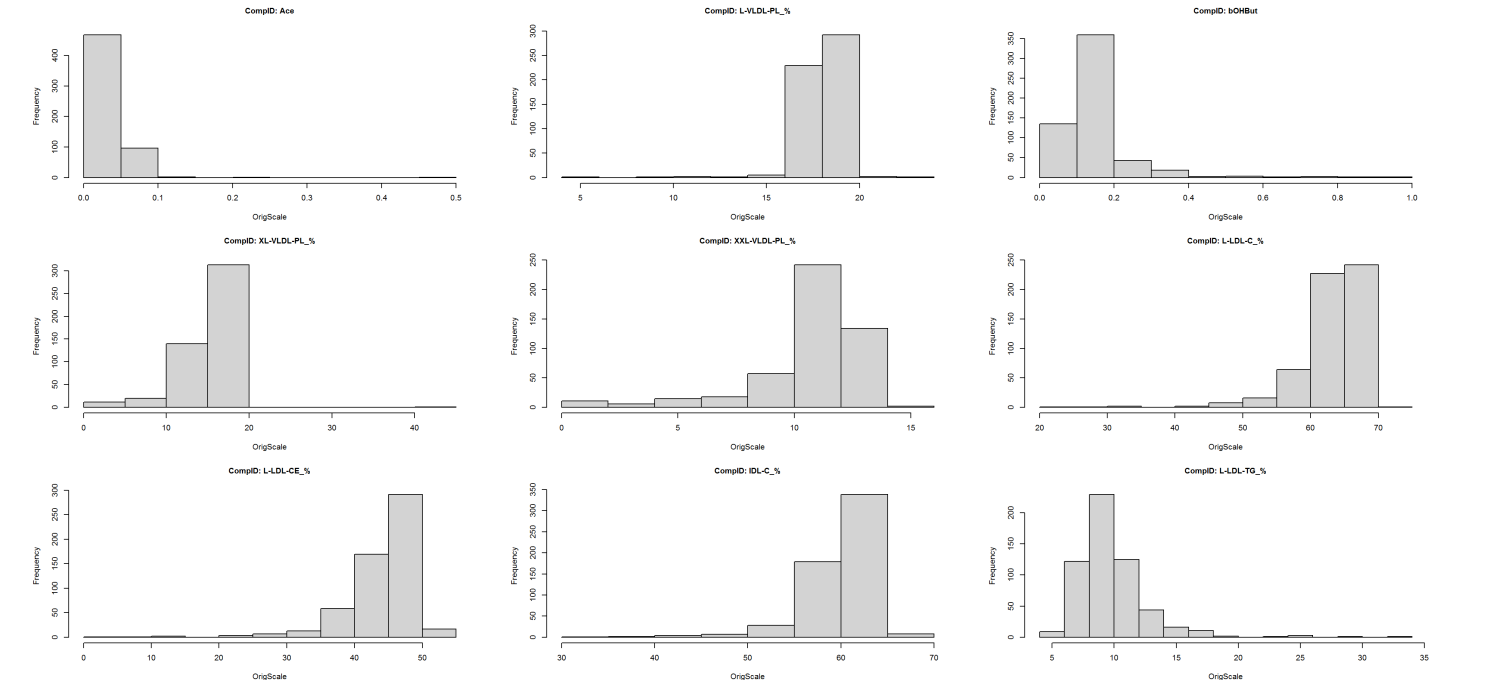 CompID: Ace
Frequency
0 100 200 300 400
0.0 0.1 0.2 0.3 0.4 0.5
OrigScale
CompID: L-VLDL-PL_%
Frequency
0 50 100 150 200 250 300
5 10 15 20
OrigScale
CompID: bOHBut
Frequency
0 50 100 150 200 250 300 350
0.0 0.2 0.4 0.6 0.8 1.0
OrigScale
CompID: XL-VLDL-PL_%
Frequency
0 50 100 150 200 250 300
0 10 20 30 40
OrigScale
CompID: XXL-VLDL-PL_%
Frequency
0 50 100 150 200 250
0 5 10 15
OrigScale
CompID: L-LDL-C_%
Frequency
0 50 100 150 200 250
20 30 40 50 60 70
OrigScale
CompID: L-LDL-CE_%
Frequency
0 50 100 150 200 250 300
0 10 20 30 40 50
OrigScale
CompID: IDL-C_%
Frequency
0 50 100 150 200 250 300 350
30 40 50 60 70
OrigScale
CompID: L-LDL-TG_%
Frequency
0 50 100 150 200
5 10 15 20 25 30 35
OrigScale